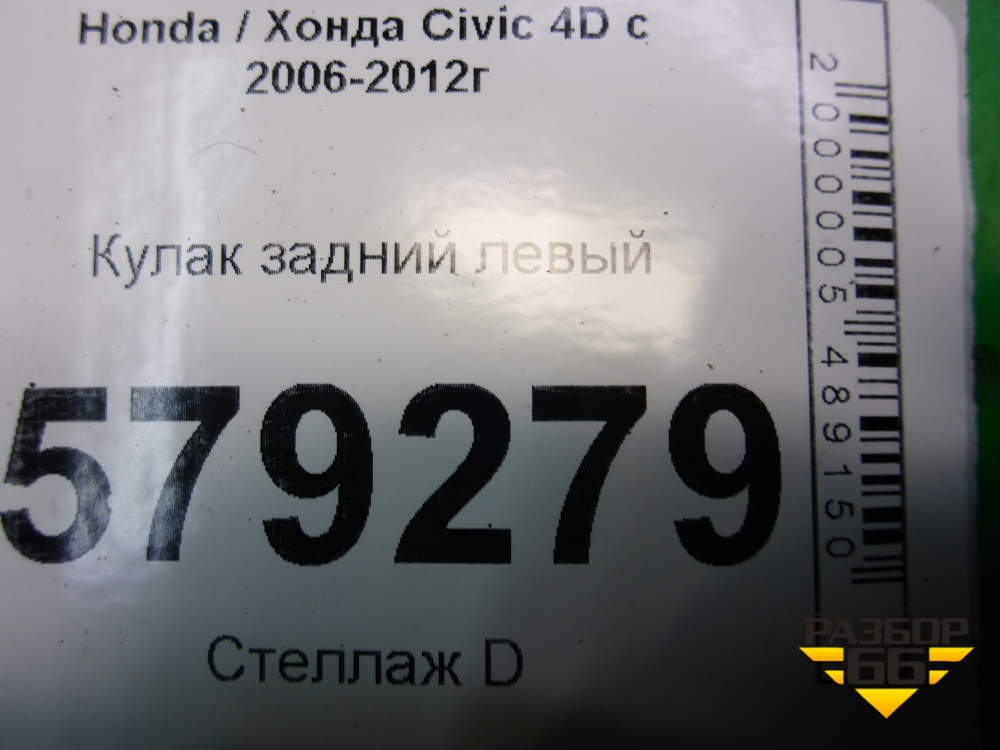 Honda / Хонда Civic 4D с
2006-2012г
Кулак задний левый
579279
Стеллаж D
2000005489150
РАЗБОР
66